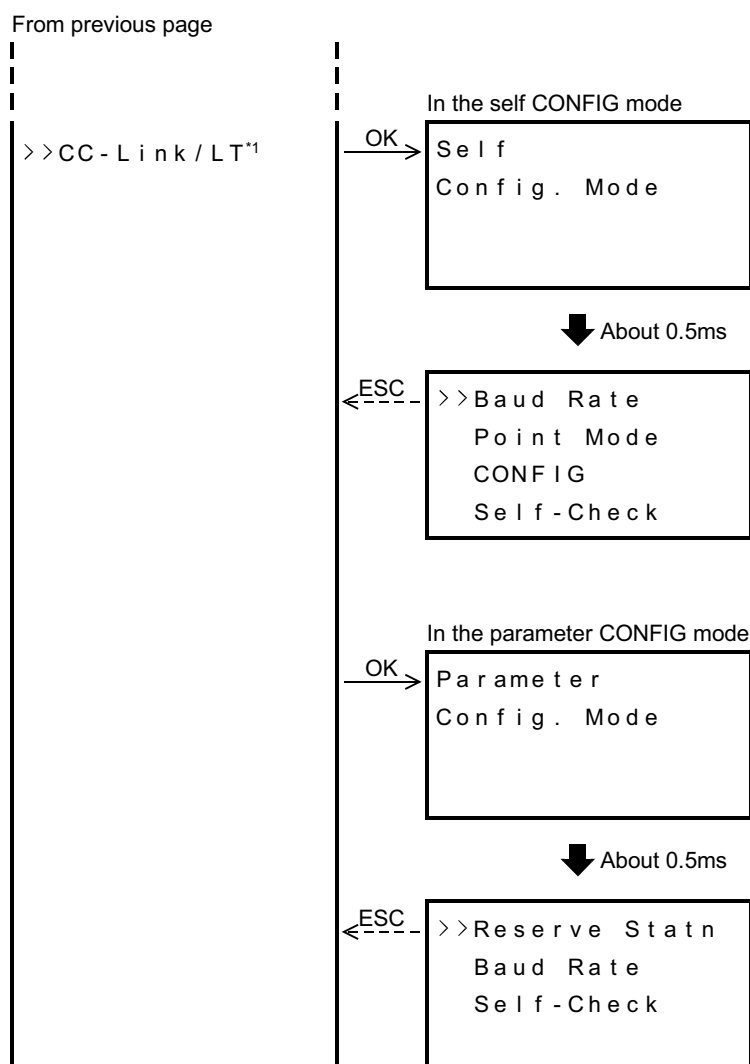 From previous page
In the self CONFIG mode
>>CC-Link/LT*1
OK
Self
Config. Mode
About 0.5ms
ESC
>>Baud Rate
Point Mode
CONFIG
Self-Check
In the parameter CONFIG mode
OK
Parameter
Config. Mode
About 0.5ms
ESC
>>Reserve Statn
Baud Rate
Self-Check